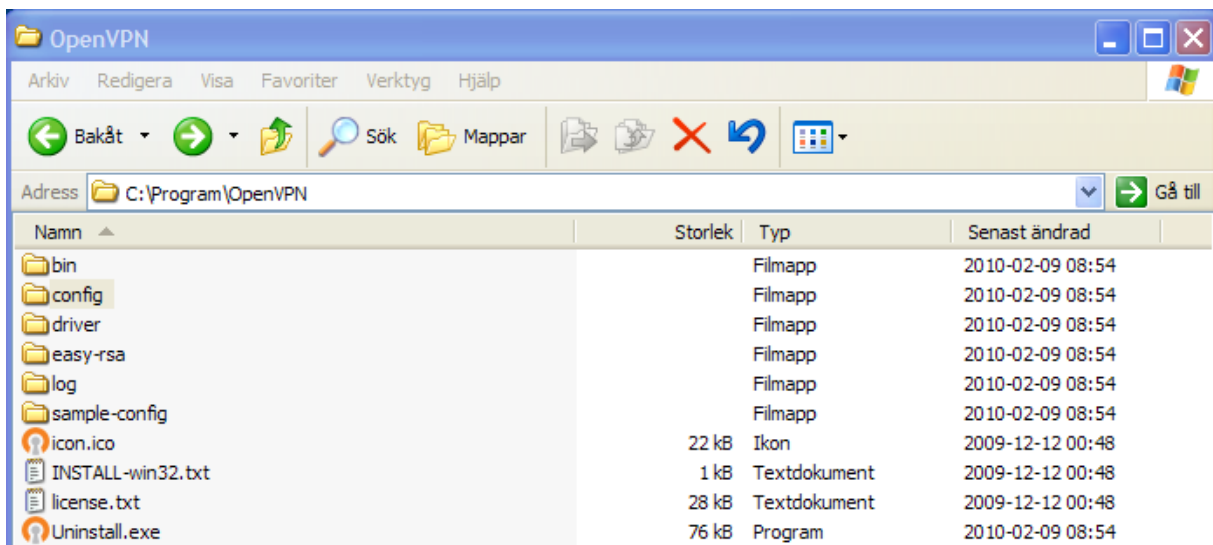 OpenVPN
Arkiv Redigera Visa Favoriter Verktyg Hjälp
Bakåt Sök Mappar
Adress C:\Program\OpenVPN Gå till
Namn Storlek Typ Senast ändrad
bin Filmapp 2010-02-09 08:54
config Filmapp 2010-02-09 08:54
driver Filmapp 2010-02-09 08:54
easy-rsa Filmapp 2010-02-09 08:54
log Filmapp 2010-02-09 08:54
sample-config Filmapp 2010-02-09 08:54
icon.ico 22 kB Ikon 2009-12-12 00:48
INSTALL-win32.txt 1 kB Textdokument 2009-12-12 00:48
license.txt 28 kB Textdokument 2009-12-12 00:48
Uninstall.exe 76 kB Program 2010-02-09 08:54